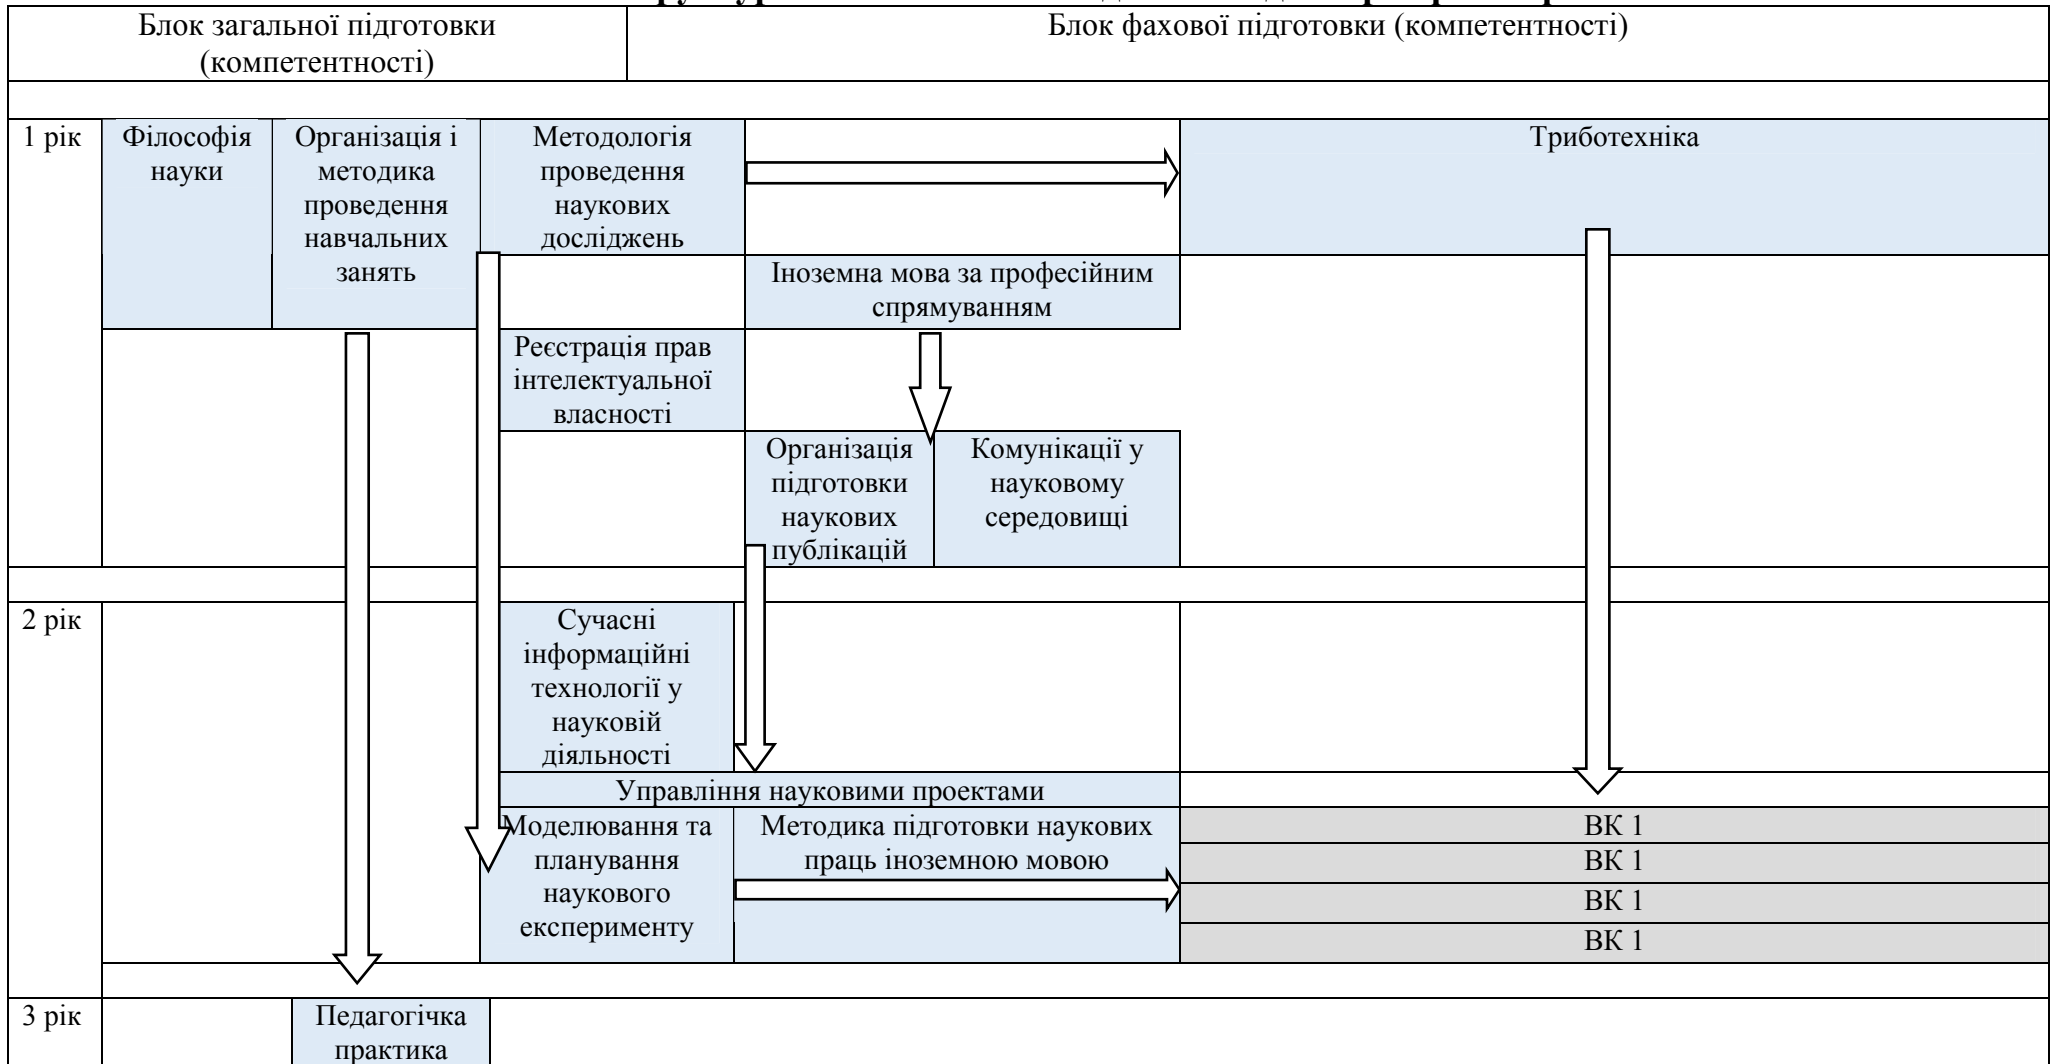 Блок загальної підготовки
(компетентності)
Блок фахової підготовки (компетентності)
1 рік
Філософія
науки
Організація і
методика
проведення
навчальних
занять
Методологія
проведення
наукових
досліджень
Триботехніка
Іноземна мова за професійним
спрямуванням
Реєстрація прав
інтелектуальної
власності
Організація
підготовки
наукових
публікацій
Комунікації у
науковому
середовищі
2 рік
Сучасні
інформаційні
технології у
науковій
діяльності
Управління науковими проектами
Моделювання та
планування
наукового
експерименту
Методика підготовки наукових
праць іноземною мовою
ВК 1
ВК 1
ВК 1
ВК 1
3 рік
Педагогічка
практика